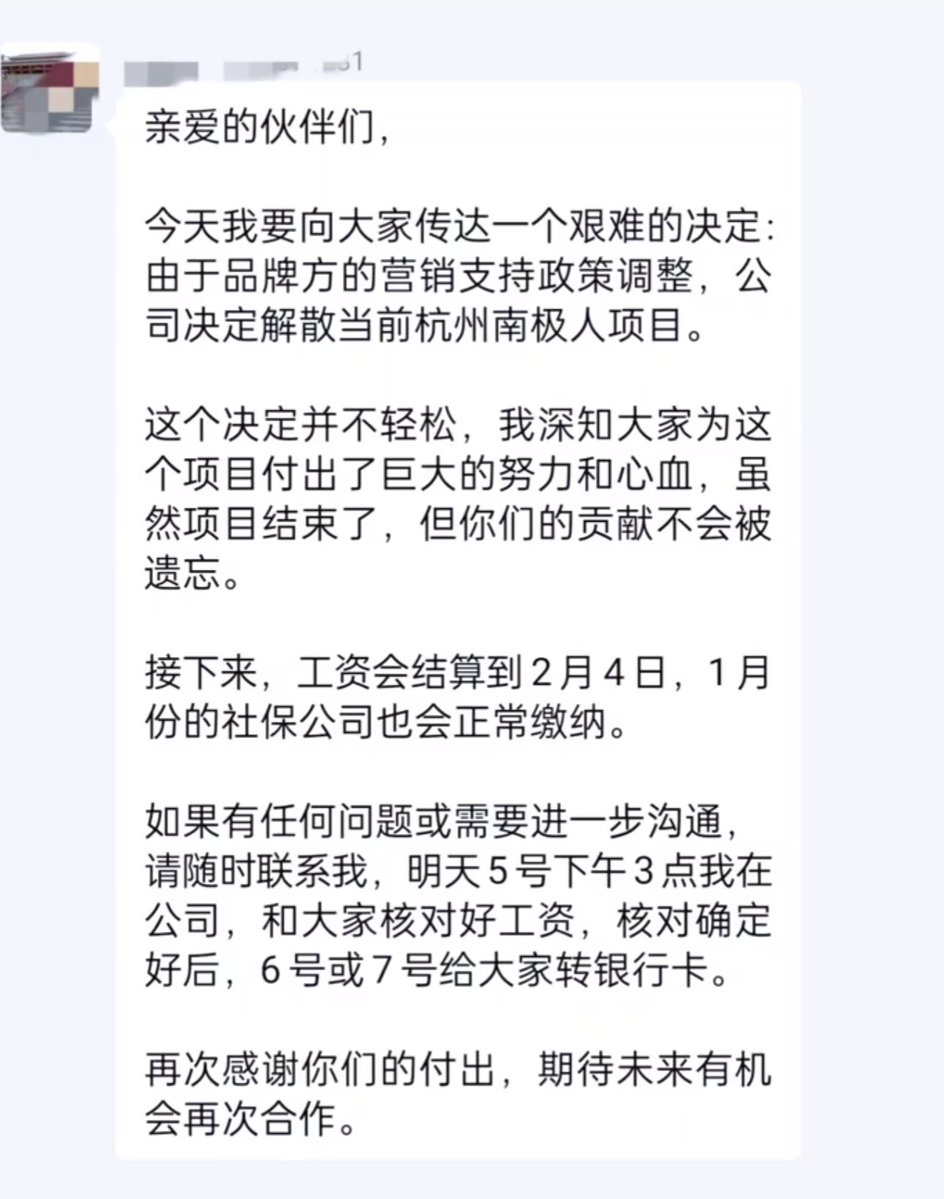 亲爱的伙伴们，
今天我要向大家传达一个艰难的决定：
由于品牌方的营销支持政策调整，公
司决定解散当前杭州南极人项目。
这个决定并不轻松，我深知大家为这
个项目付出了巨大的努力和心血，虽
然项目结束了，但你们的贡献不会被
遗忘。
接下来，工资会结算到2月4日，1月
份的社保公司也会正常缴纳。
如果有任何问题或需要进一步沟通，
请随时联系我，明天5号下午3点我在
公司，和大家核对好工资，核对确定
好后，6号或7号给大家转银行卡。
再次感谢你们的付出，期待未来有机
会再次合作。